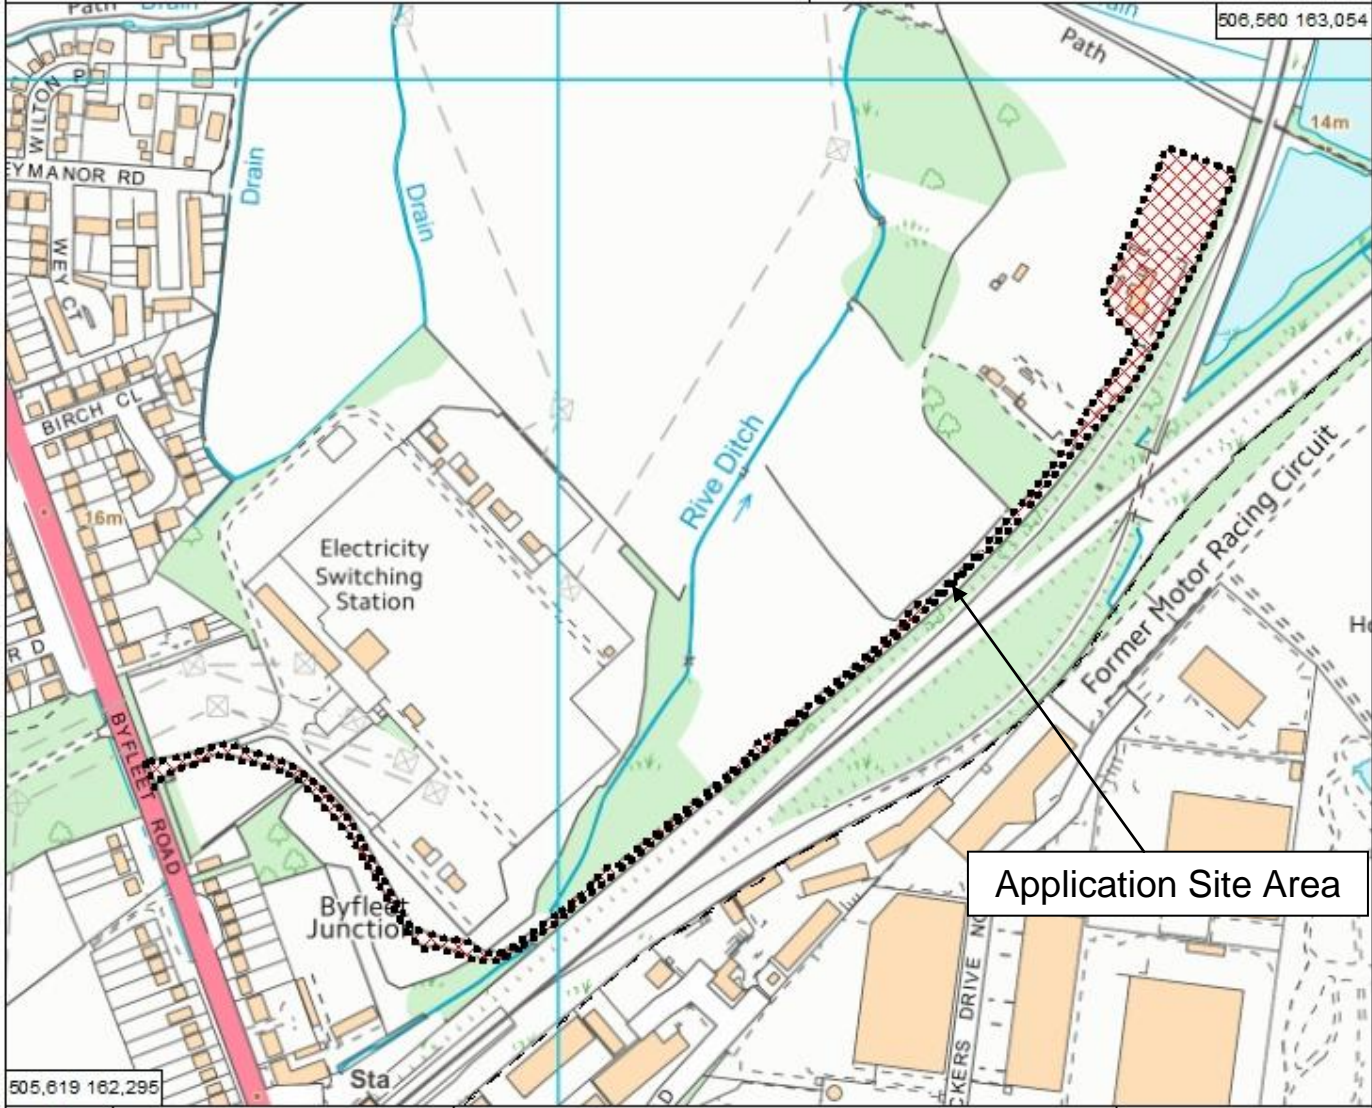 Path
Drain
506,560 163,054
Path
WILTON P
14m
EYMANOR RD
Drain
Drain
WEY CT
BIRCH CL
Rive Ditch
16m
Electricity
Switching
Station
Former Motor Racing Circuit
R D
BYFLEET ROAD
Application Site Area
Byfleet
Junction
CKERS DRIVE NO
505,619 162,295
Sta
D